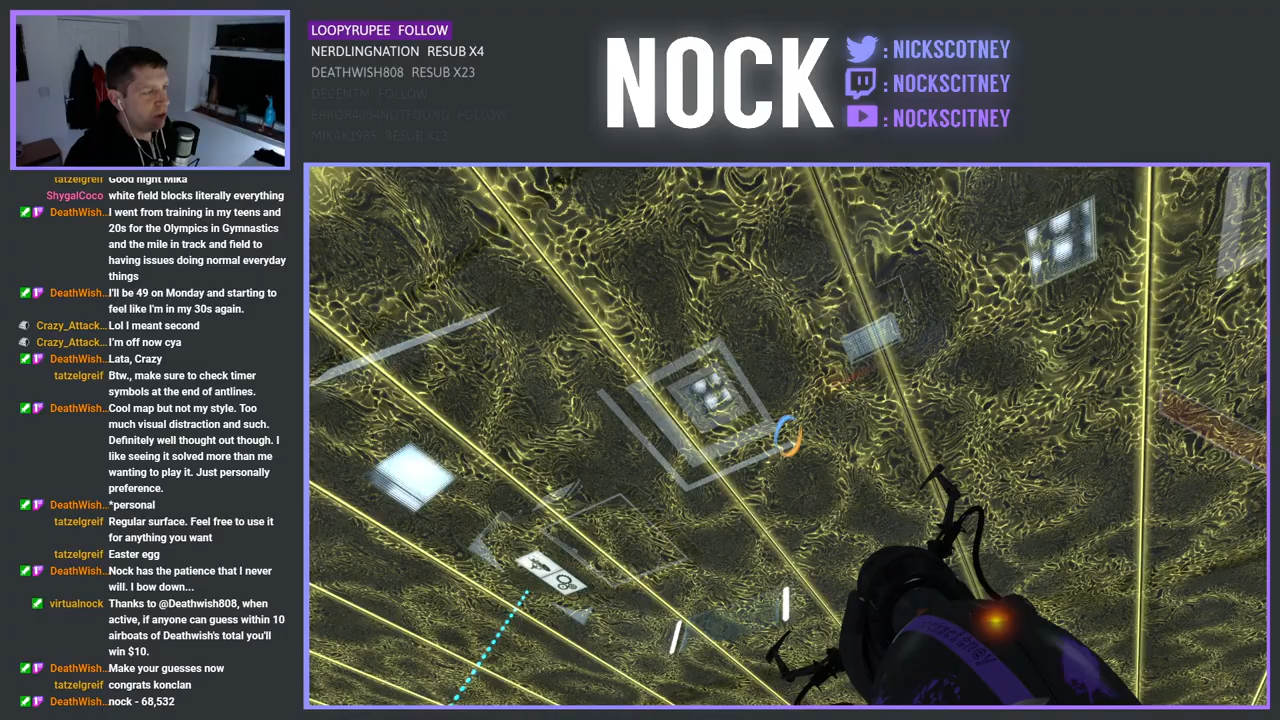 LOOPYRUPEE FOLLOW
NERDLINGNATION RESUB X4
DEATHWISH808 RESUB X23
DECENTM FOLLOW
MIKAK1985 RESUB X23
NOCK
: NICKSCOTNEY
: NOCKSCITNEY
: NOCKSCITNEY
tatzelgreif Good night Mika
ShygalCoco white field blocks literally everything
DeathWish... I went from training in my teens and
20s for the Olympics in Gymnastics
and the mile in track and field to
having issues doing normal everyday
things
DeathWish... I'll be 49 on Monday and starting to
feel like I'm in my 30s again.
Crazy_Attack... Lol I meant second
Crazy_Attack... I'm off now cya
DeathWish... Lata, Crazy
tatzelgreif Btw., make sure to check timer
symbols at the end of antlines.
DeathWish... Cool map but not my style. Too
much visual distraction and such.
Definitely well thought out though. I
like seeing it solved more than me
wanting to play it. Just personally
preference.
DeathWish... *personal
tatzelgreif Regular surface. Feel free to use it
for anything you want
tatzelgreif Easter egg
DeathWish... Nock has the patience that I never
will. I bow down...
virtualnock Thanks to @Deathwish808, when
active, if anyone can guess within 10
airboats of Deathwish's total you'll
win $10.
DeathWish... Make your guesses now
tatzelgreif congrats konclan
DeathWish... nock - 68,532